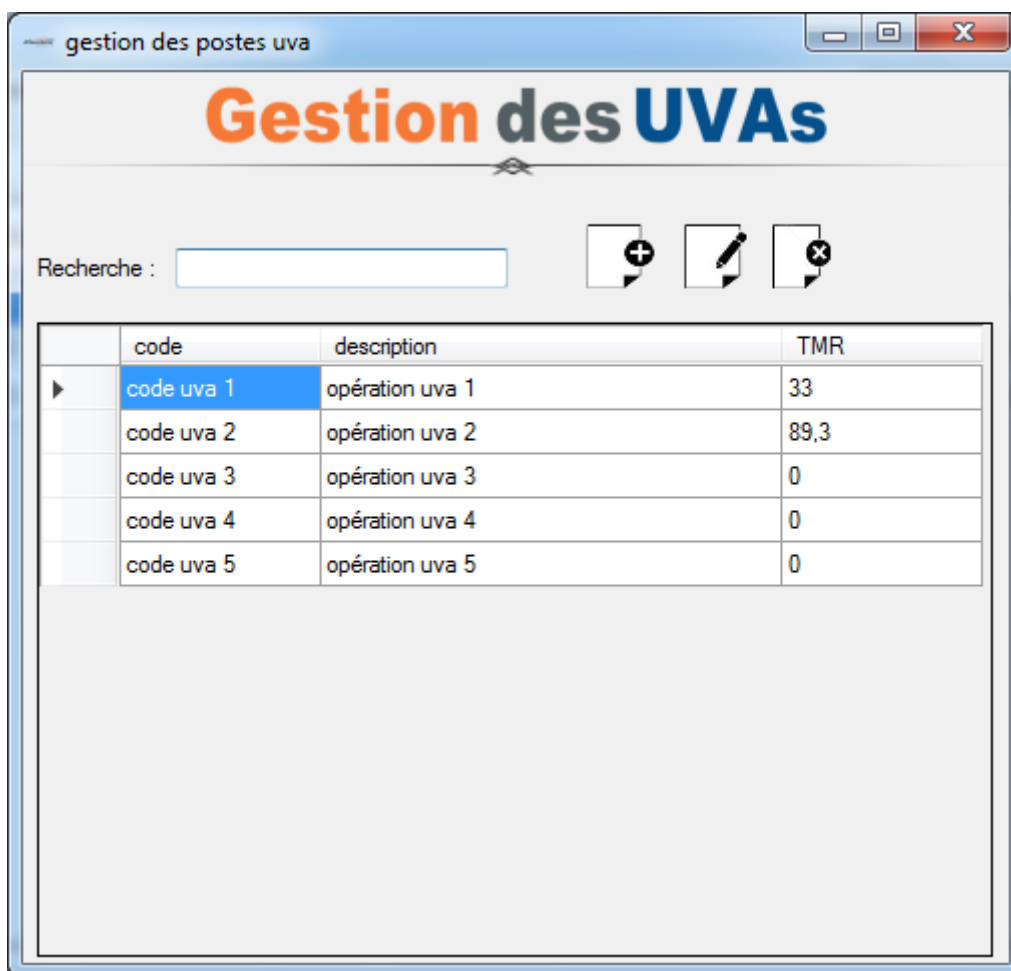 gestion des postes uva
Gestion des UVAs
Recherche :
code description TMR
code uva 1 opération uva 1 33
code uva 2 opération uva 2 89,3
code uva 3 opération uva 3 0
code uva 4 opération uva 4 0
code uva 5 opération uva 5 0